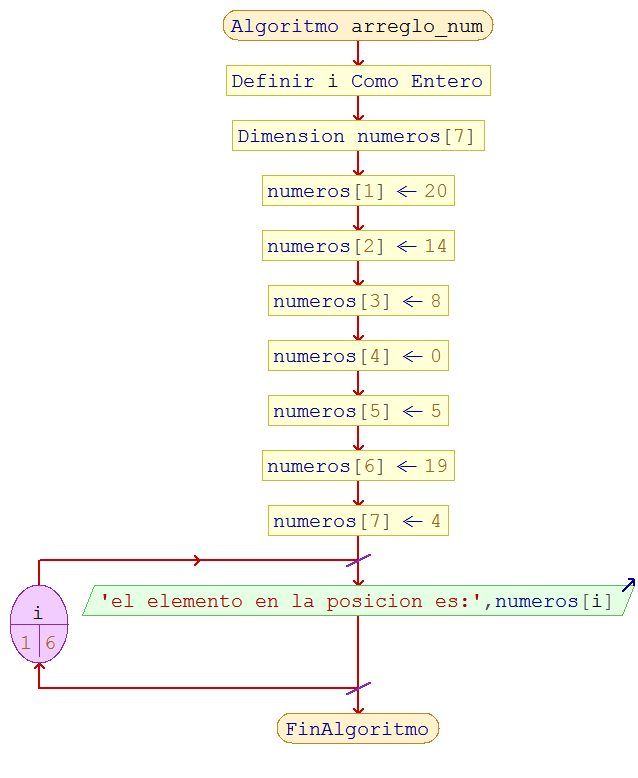 Algoritmo arreglo_num
Definir i Como Entero
Dimension numeros[7]
numeros[1] ← 20
numeros[2] ← 14
numeros[3] ← 8
numeros[4] ← 0
numeros[5] ← 5
numeros[6] ← 19
numeros[7] ← 4
i
1 6
'el elemento en la posicion es:',numeros[i]
FinAlgoritmo